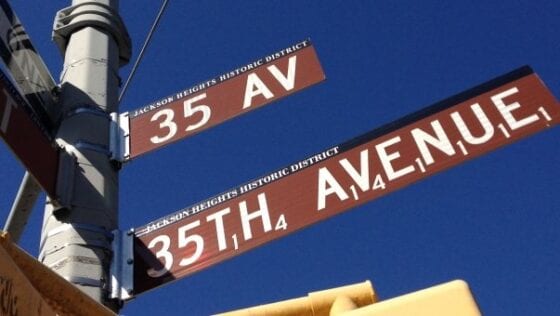 JACKSON HEIGHTS HISTORIC DISTRICT
35 AV
JACKSON HEIGHTS HISTORIC DISTRICT
35T₁H₄ A₁V₄E₁N₁U₁E₁
T